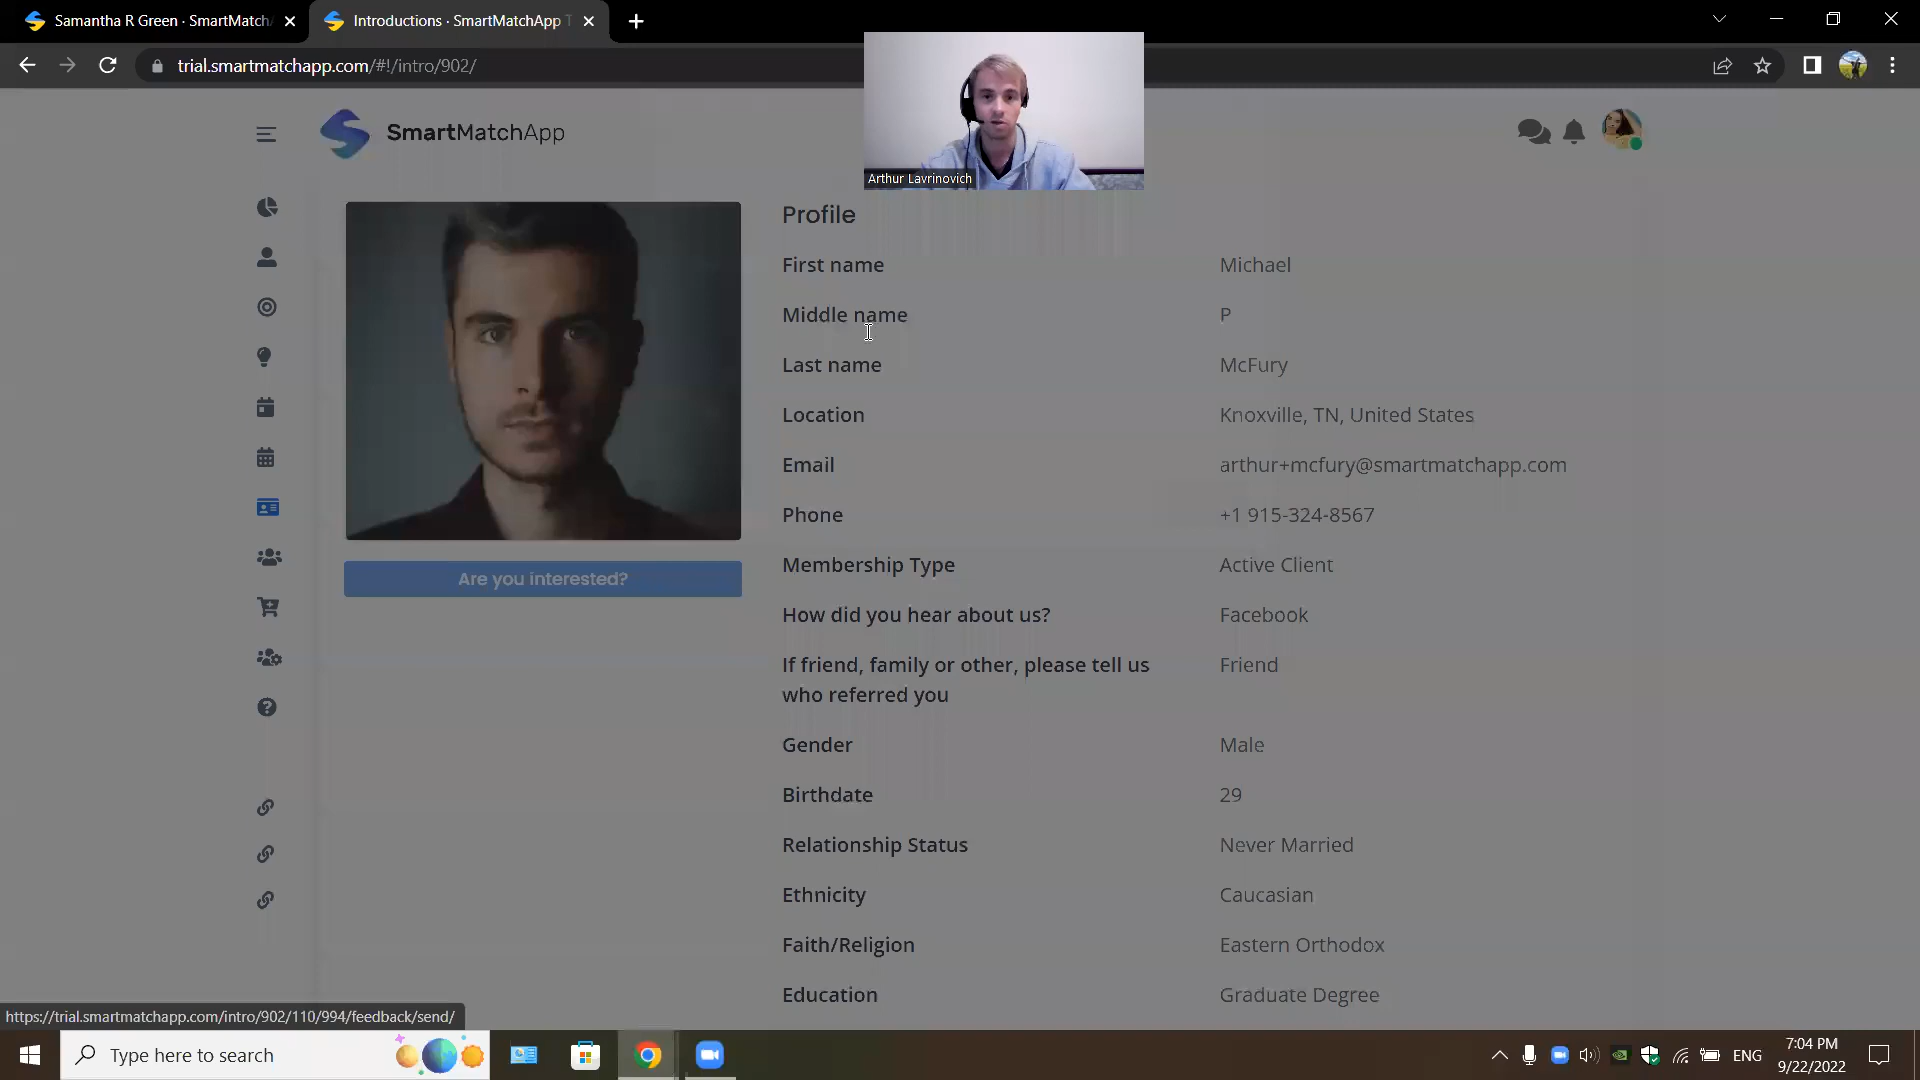 Samantha R Green · SmartMatch
Introductions · SmartMatchApp T
trial.smartmatchapp.com/#!/intro/902/
SmartMatchApp
Arthur Lavrinovich
Profile
First name Michael
Middle name P
Last name McFury
Location Knoxville, TN, United States
Email arthur+mcfury@smartmatchapp.com
Phone +1 915-324-8567
Are you interested?
Membership Type Active Client
How did you hear about us? Facebook
If friend, family or other, please tell us Friend
who referred you
Gender Male
Birthdate 29
Relationship Status Never Married
Ethnicity Caucasian
Faith/Religion Eastern Orthodox
Education Graduate Degree
https://trial.smartmatchapp.com/intro/902/110/994/feedback/send/
Type here to search
ENG
7:04 PM
9/22/2022